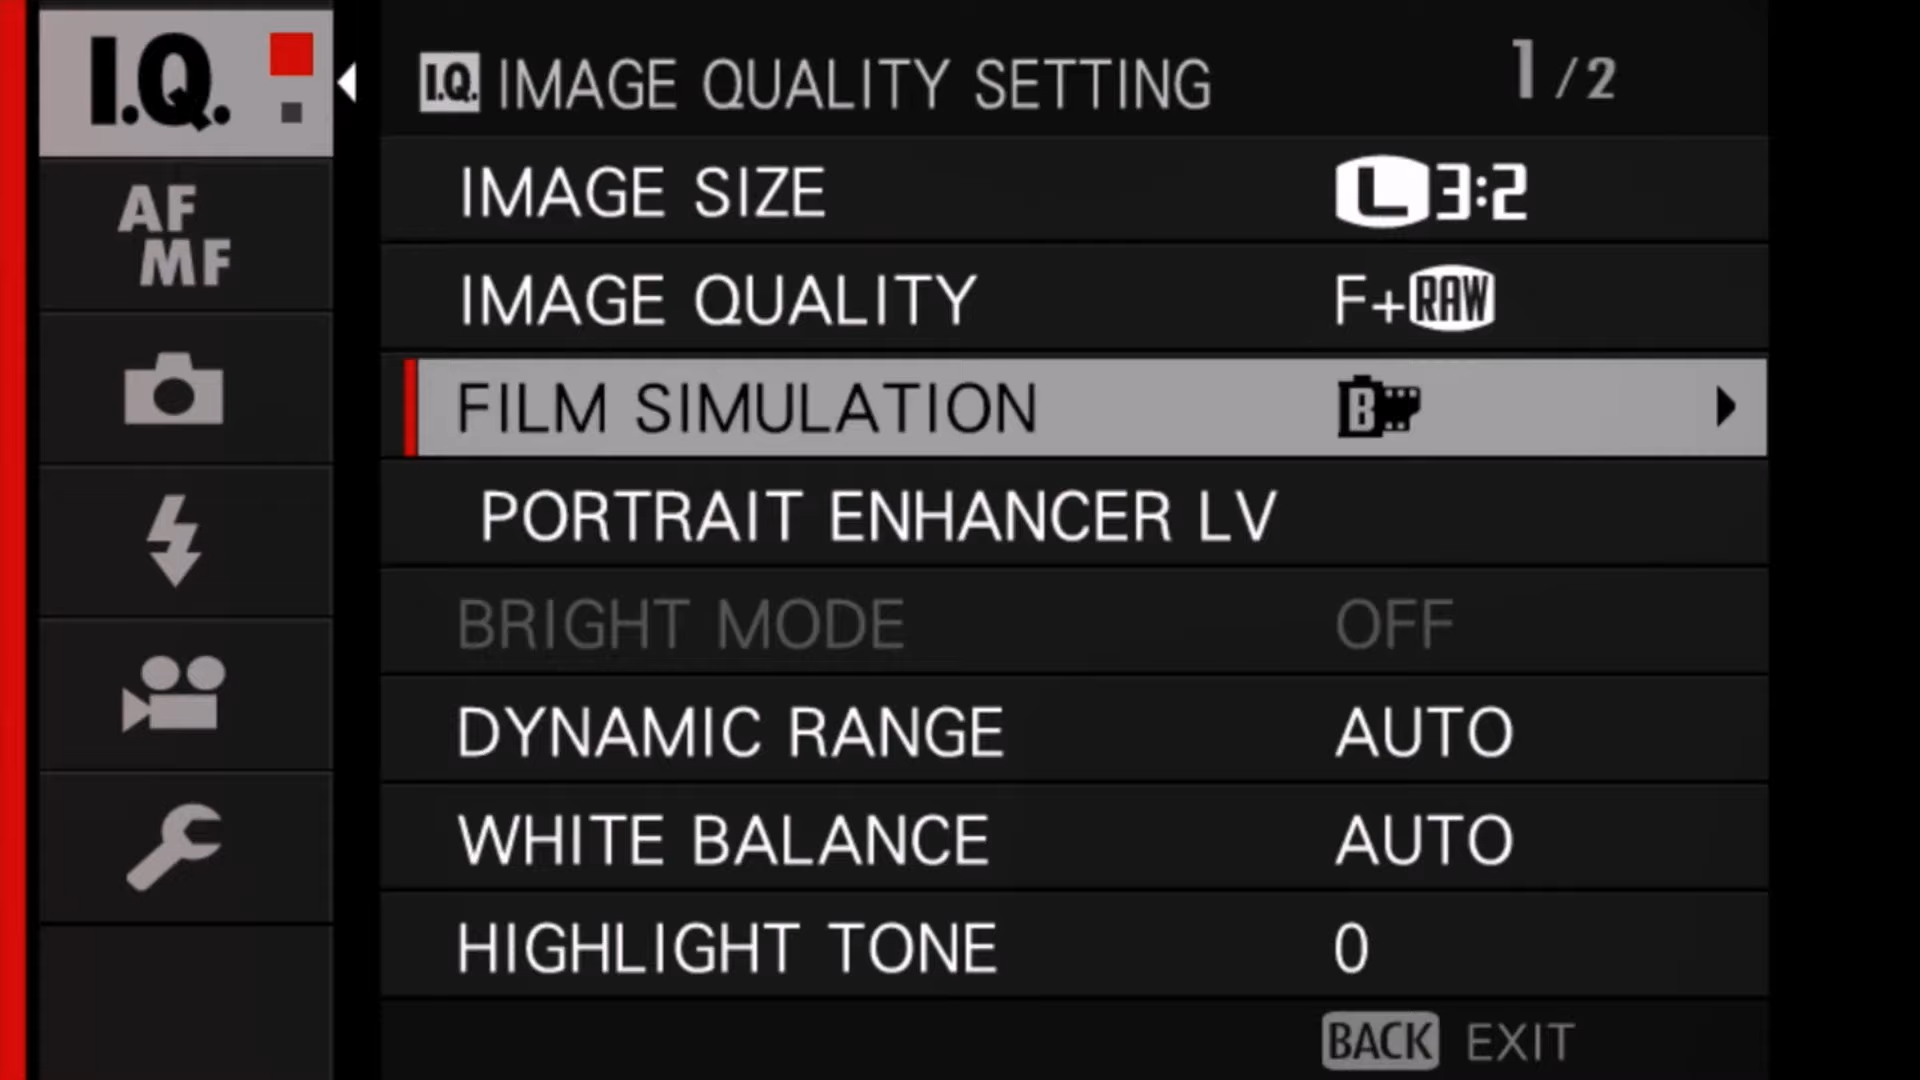 I.Q.
I.Q. IMAGE QUALITY SETTING 1/2
AF
MF
IMAGE SIZE L 3:2
IMAGE QUALITY F+RAW
FILM SIMULATION B
PORTRAIT ENHANCER LV
BRIGHT MODE OFF
DYNAMIC RANGE AUTO
WHITE BALANCE AUTO
HIGHLIGHT TONE 0
BACK EXIT